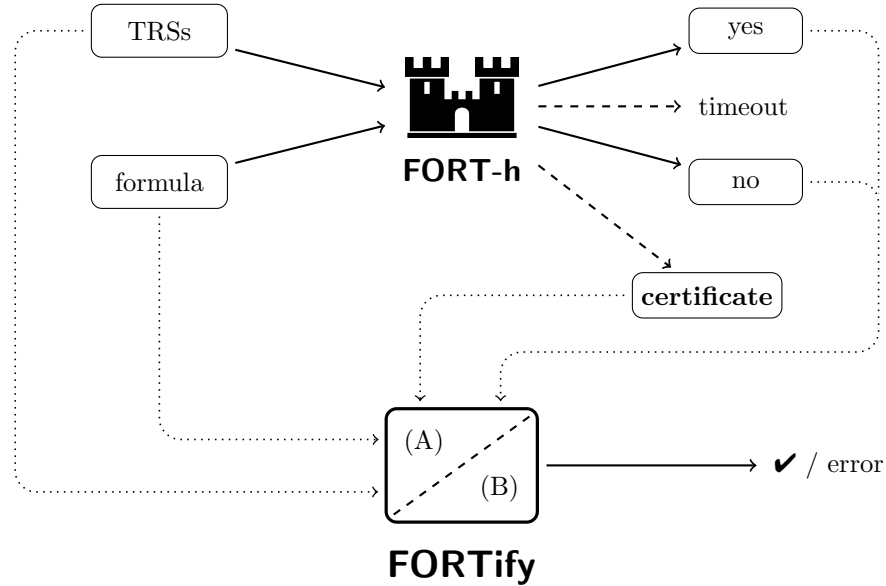 TRSs
yes
timeout
formula
FORT-h
no
certificate
(A)
(B)
✔ / error
FORTify